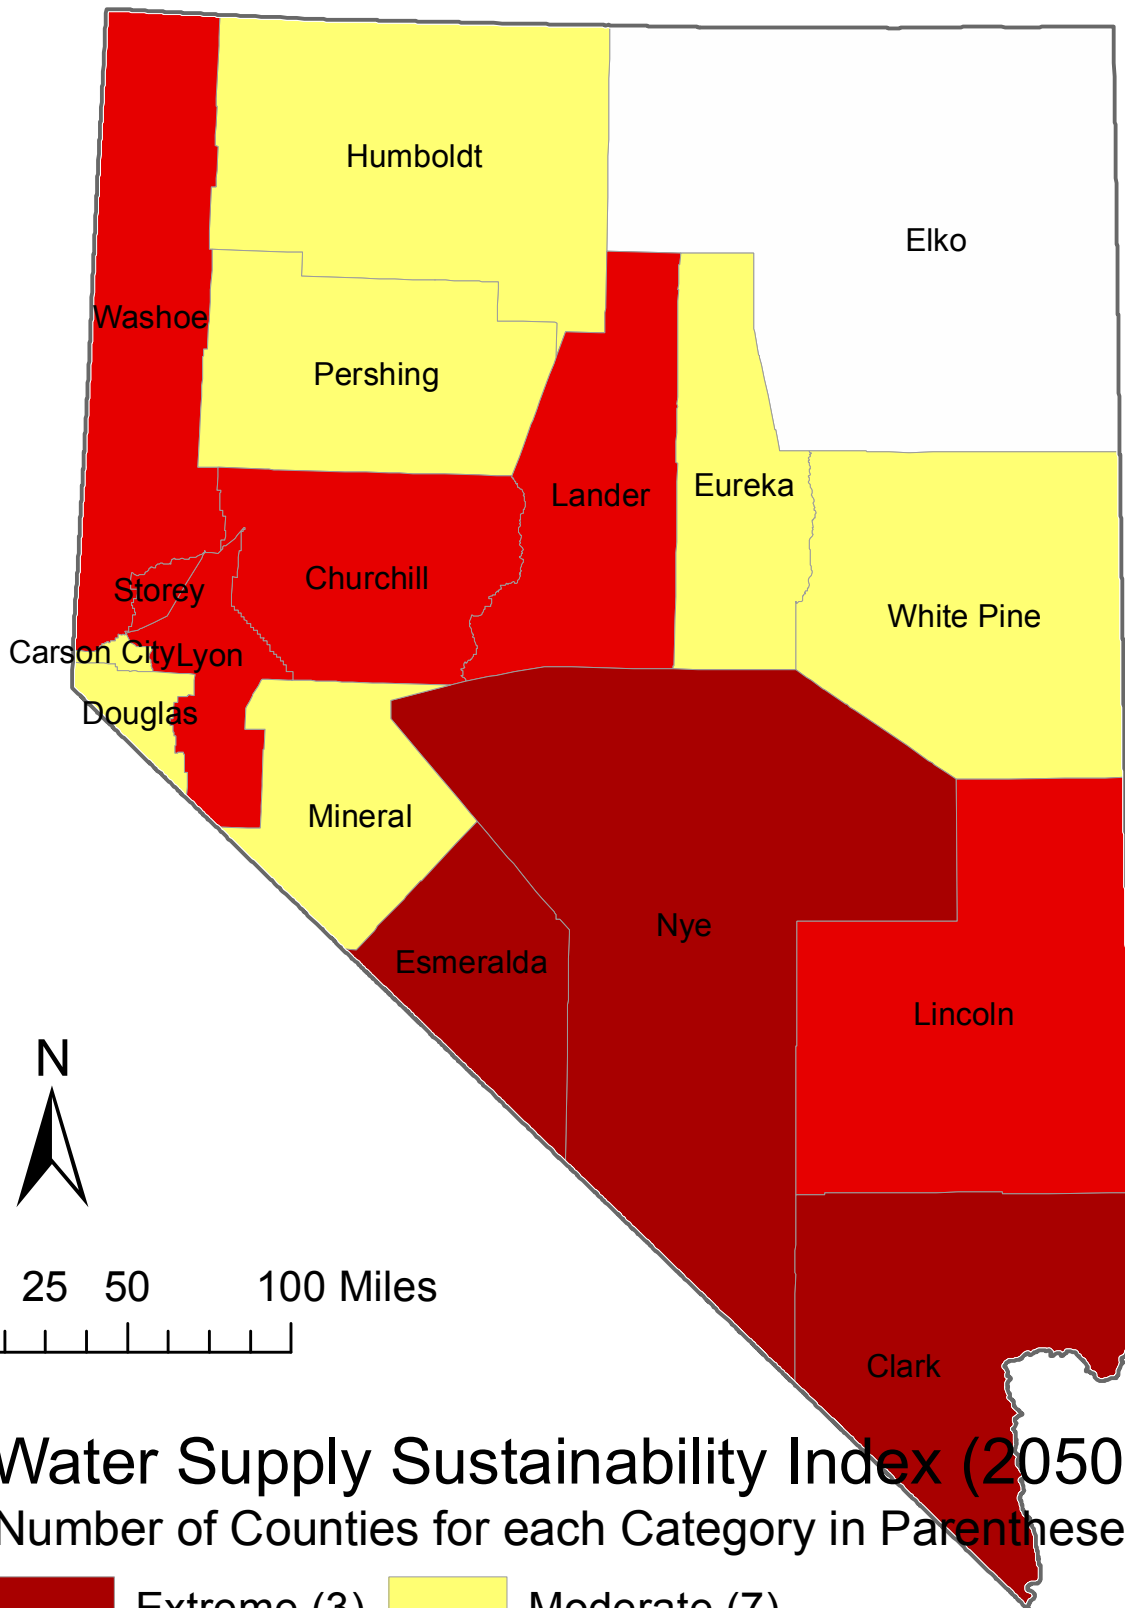 Humboldt
Elko
Washoe
Pershing
Eureka
Lander
Churchill
Storey
White Pine
Carson City
Lyon
Douglas
Mineral
Nye
Esmeralda
Lincoln
N
25 50 100 Miles
Clark
Water Supply Sustainability Index (2050
Number of Counties for each Category in Parenthese
Extreme (3) Moderate (7)